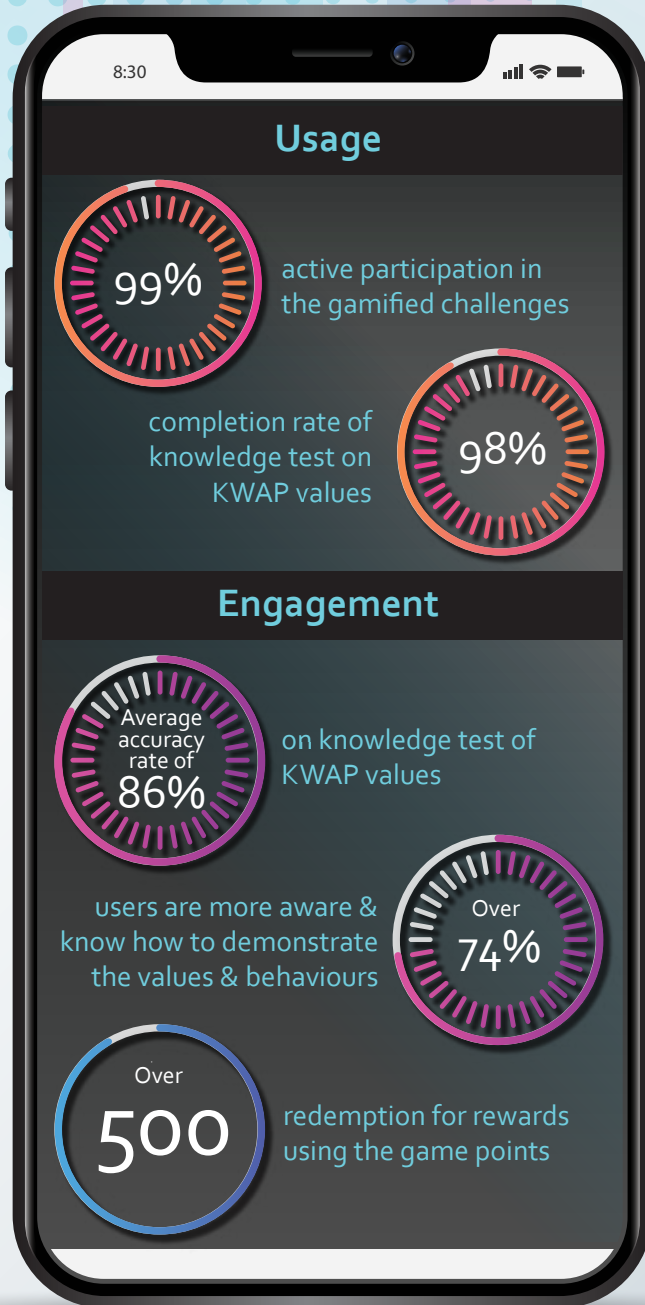 8:30
Usage
99%
active participation in
the gamified challenges
completion rate of
knowledge test on
KWAP values
98%
Engagement
Average
accuracy
rate of
86%
on knowledge test of
KWAP values
users are more aware &
know how to demonstrate
the values & behaviours
Over
74%
Over
500
redemption for rewards
using the game points